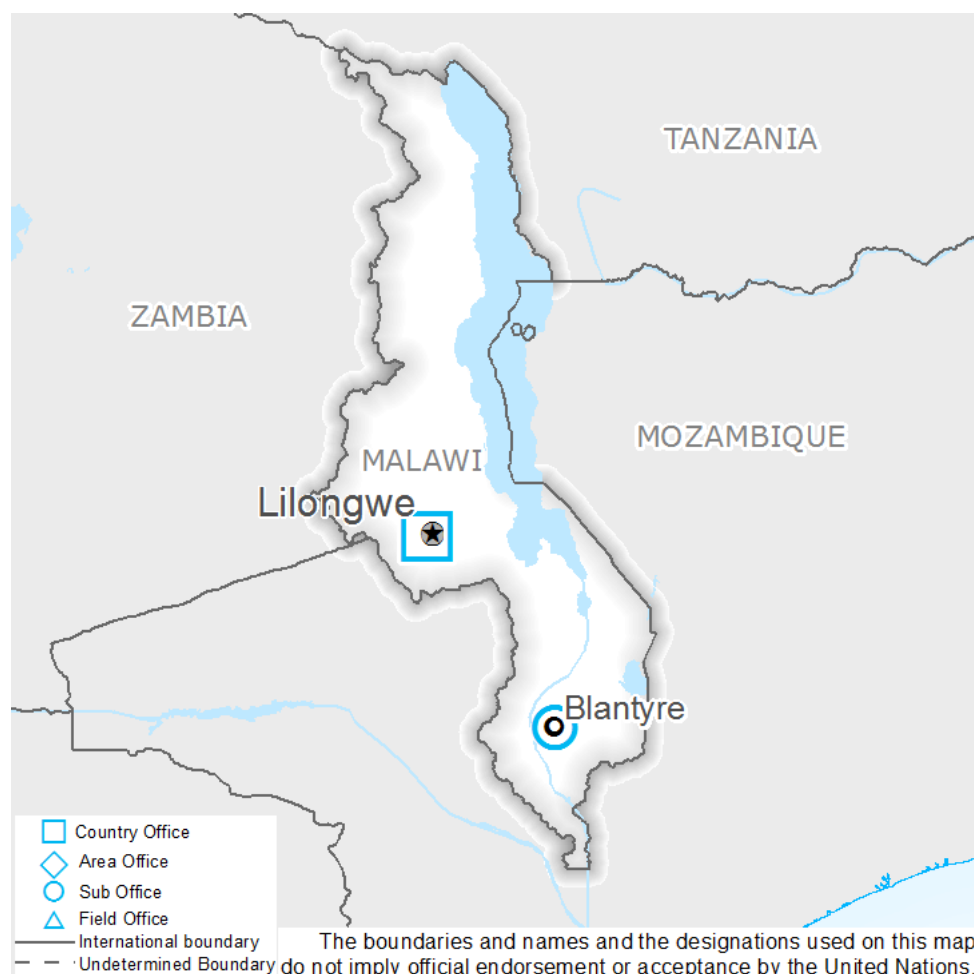 TANZANIA
ZAMBIA
MOZAMBIQUE
MALAWI
Lilongwe
Blantyre
Country Office
Area Office
Sub Office
Field Office
International boundary
Undetermined Boundary
The boundaries and names and the designations used on this map
do not imply official endorsement or acceptance by the United Nations.